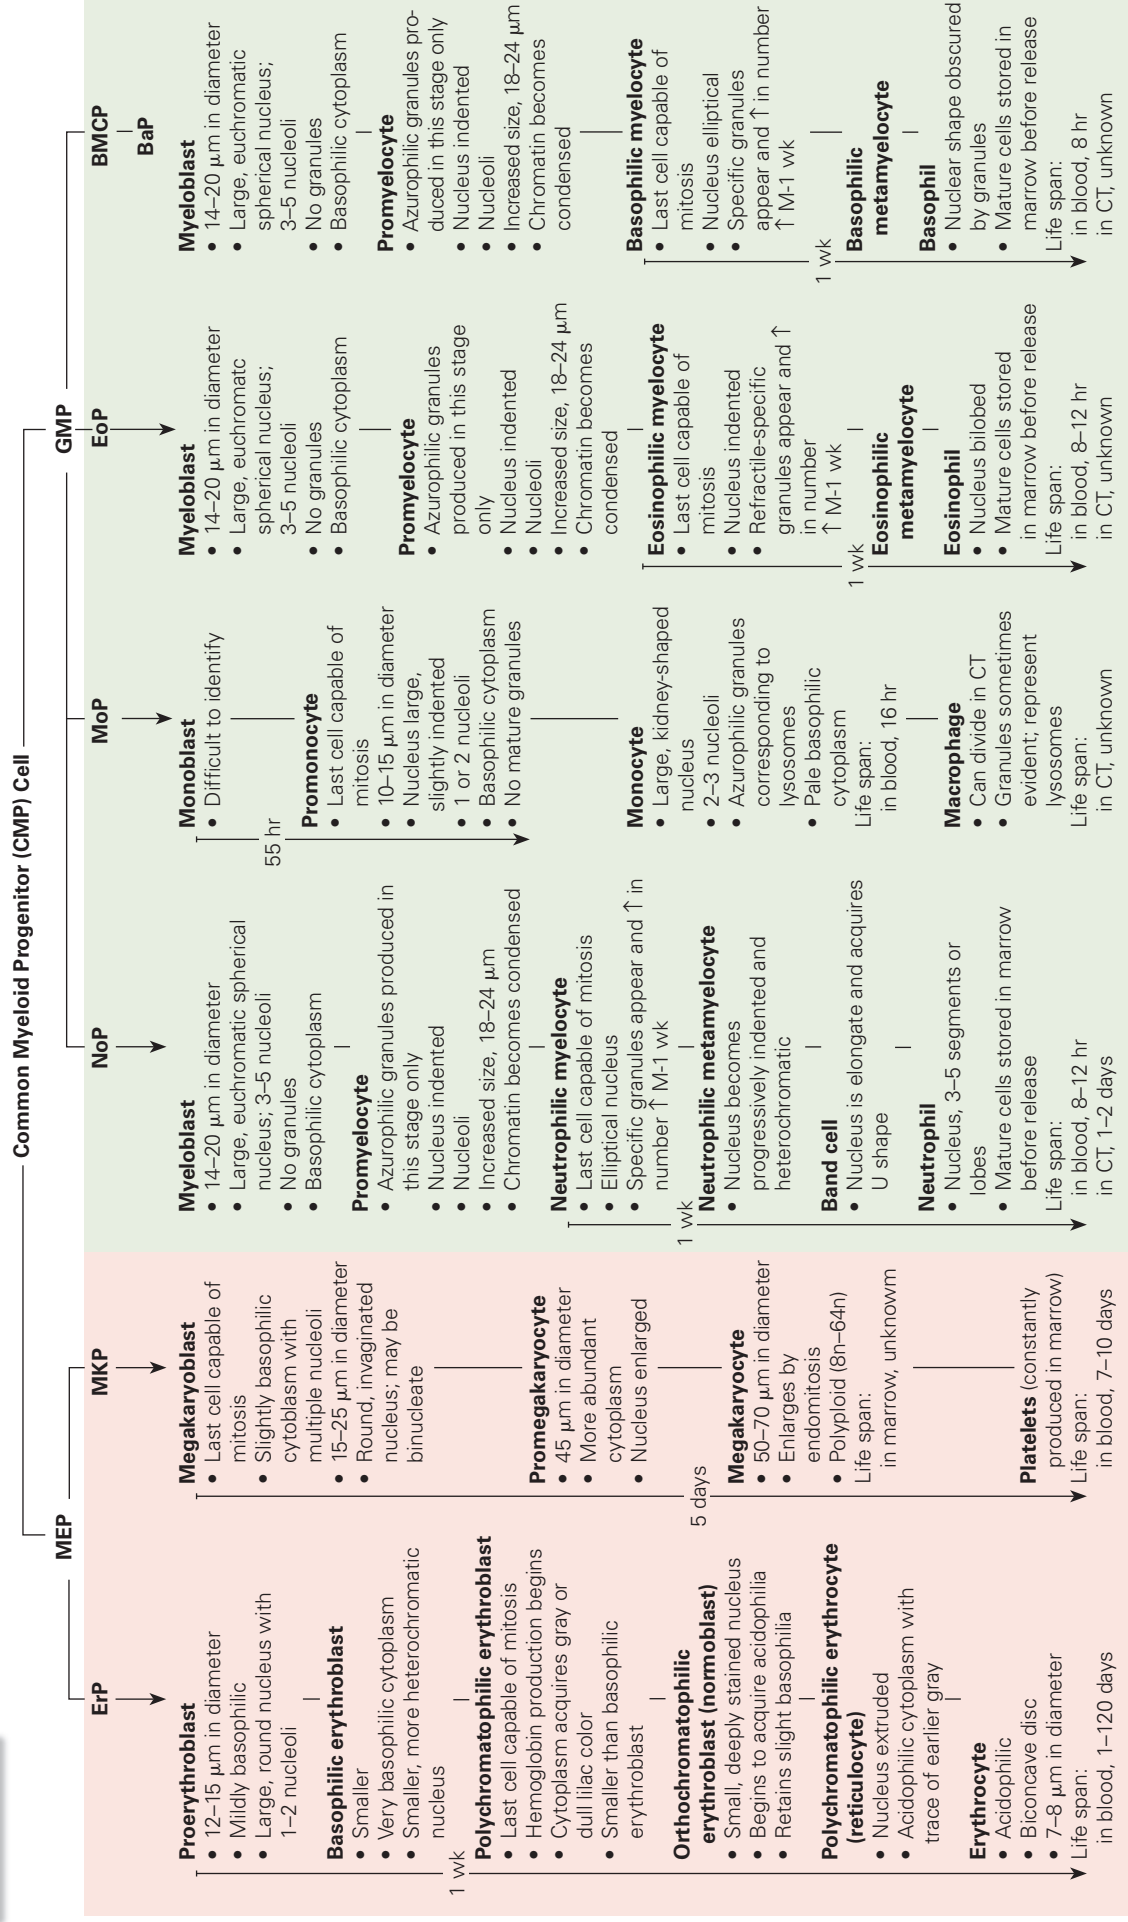 Common Myeloid Progenitor (CMP) Cell
MEP
GMP
ErP
MKP
NoP
MoP
EoP
BMCP
BaP
Proerythroblast
• 12–15 μm in diameter
• Mildly basophilic
• Large, round nucleus with
1–2 nucleoli
Basophilic erythroblast
• Smaller
• Very basophilic cytoplasm
• Smaller, more heterochromatic
nucleus
1 wk
Polychromatophilic erythroblast
• Last cell capable of mitosis
• Hemoglobin production begins
• Cytoplasm acquires gray or
dull lilac color
• Smaller than basophilic
erythroblast
Orthochromatophilic
erythroblast (normoblast)
• Small, deeply stained nucleus
• Begins to acquire acidophilia
• Retains slight basophilia
Polychromatophilic erythrocyte
(reticulocyte)
• Nucleus extruded
• Acidophilic cytoplasm with
trace of earlier gray
Erythrocyte
• Acidophilic
• Biconcave disc
• 7–8 μm in diameter
Life span:
in blood, 1–120 days
Megakaryoblast
• Last cell capable of
mitosis
• Slightly basophilic
cytoblasm with
multiple nucleoli
• 15–25 μm in diameter
• Round, invaginated
nucleus; may be
binucleate
Promegakaryocyte
• 45 μm in diameter
• More abundant
cytoplasm
• Nucleus enlarged
5 days
Megakaryocyte
• 50–70 μm in diameter
• Enlarges by
endomitosis
• Polyploid (8n–64n)
Life span:
in marrow, unknowm
Platelets (constantly
produced in marrow)
Life span:
in blood, 7–10 days
Myeloblast
• 14–20 μm in diameter
• Large, euchromatic spherical
nucleus; 3–5 nucleoli
• No granules
• Basophilic cytoplasm
Promyelocyte
• Azurophilic granules produced in
this stage only
• Nucleus indented
• Nucleoli
• Increased size, 18–24 μm
• Chromatin becomes condensed
Neutrophilic myelocyte
• Last cell capable of mitosis
• Elliptical nucleus
• Specific granules appear and ↑ in
number ↑ M-1 wk
1 wk
Neutrophilic metamyelocyte
• Nucleus becomes
progressively indented and
heterochromatic
Band cell
• Nucleus is elongate and acquires
U shape
Neutrophil
• Nucleus, 3–5 segments or
lobes
• Mature cells stored in marrow
before release
Life span:
in blood, 8–12 hr
in CT, 1–2 days
Monoblast
• Difficult to identify
55 hr
Promonocyte
• Last cell capable of
mitosis
• 10–15 μm in diameter
• Nucleus large,
slightly indented
• 1 or 2 nucleoli
• Basophilic cytoplasm
• No mature granules
Monocyte
• Large, kidney-shaped
nucleus
• 2–3 nucleoli
• Azurophilic granules
corresponding to
lysosomes
• Pale basophilic
cytoplasm
Life span:
in blood, 16 hr
Macrophage
• Can divide in CT
• Granules sometimes
evident; represent
lysosomes
Life span:
in CT, unknown
Myeloblast
• 14–20 μm in diameter
• Large, euchromatc
spherical nucleus;
3–5 nucleoli
• No granules
• Basophilic cytoplasm
Promyelocyte
• Azurophilic granules
produced in this stage
only
• Nucleus indented
• Nucleoli
• Increased size, 18–24 μm
• Chromatin becomes
condensed
Eosinophilic myelocyte
• Last cell capable of
mitosis
• Nucleus indented
• Refractile-specific
granules appear and ↑
in number
↑ M-1 wk
1 wk
Eosinophilic
metamyelocyte
Eosinophil
• Nucleus bilobed
• Mature cells stored
in marrow before release
Life span:
in blood, 8–12 hr
in CT, unknown
Myeloblast
• 14–20 μm in diameter
• Large, euchromatic
spherical nucleus;
3–5 nucleoli
• No granules
• Basophilic cytoplasm
Promyelocyte
• Azurophilic granules pro-
duced in this stage only
• Nucleus indented
• Nucleoli
• Increased size, 18–24 μm
• Chromatin becomes
condensed
Basophilic myelocyte
• Last cell capable of
mitosis
• Nucleus elliptical
• Specific granules
appear and ↑ in number
↑ M-1 wk
1 wk
Basophilic
metamyelocyte
Basophil
• Nuclear shape obscured
by granules
• Mature cells stored in
marrow before release
Life span:
in blood, 8 hr
in CT, unknown